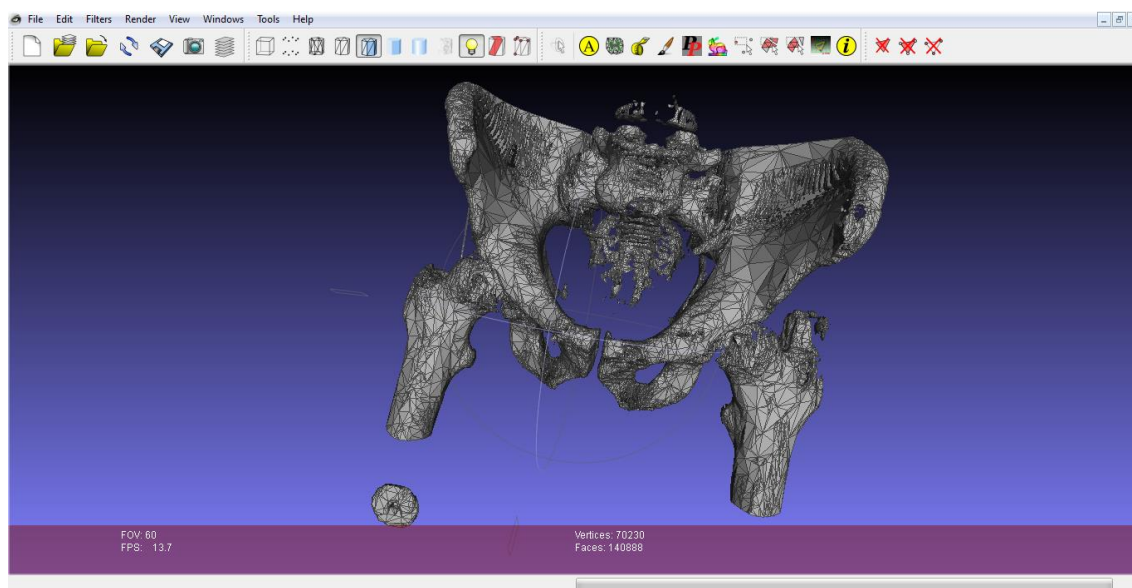 File Edit Filters Render View Windows Tools Help
A
i
FOV: 60
FPS: 13.7
Vertices: 70230
Faces: 140888